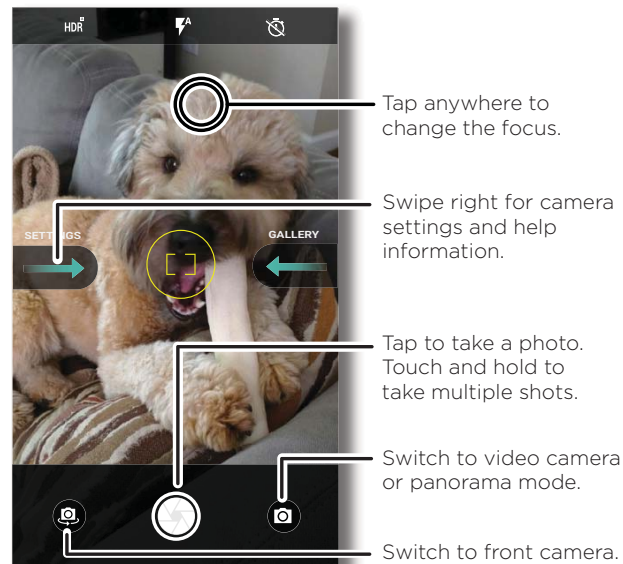 HDR
A
Tap anywhere to
change the focus.
Swipe right for camera
settings and help
information.
SETTINGS
GALLERY
Tap to take a photo.
Touch and hold to
take multiple shots.
Switch to video camera
or panorama mode.
Switch to front camera.